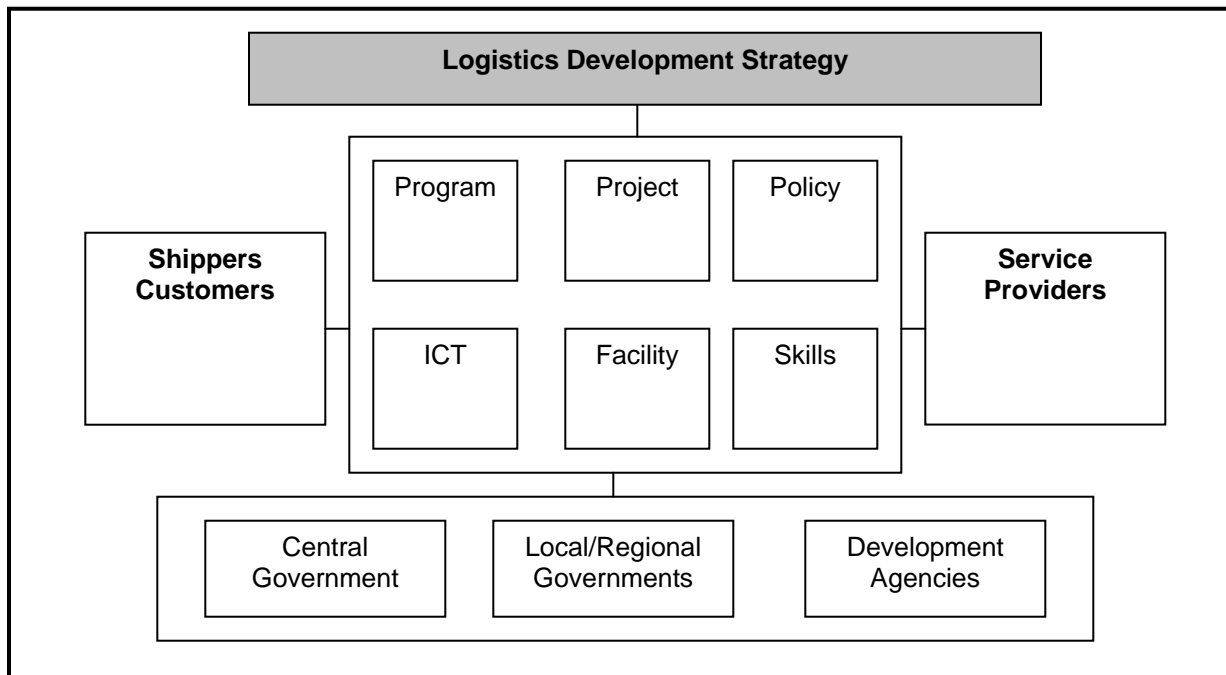 Logistics Development Strategy
Program
Project
Policy
Shippers
Customers
Service
Providers
ICT
Facility
Skills
Central
Government
Local/Regional
Governments
Development
Agencies